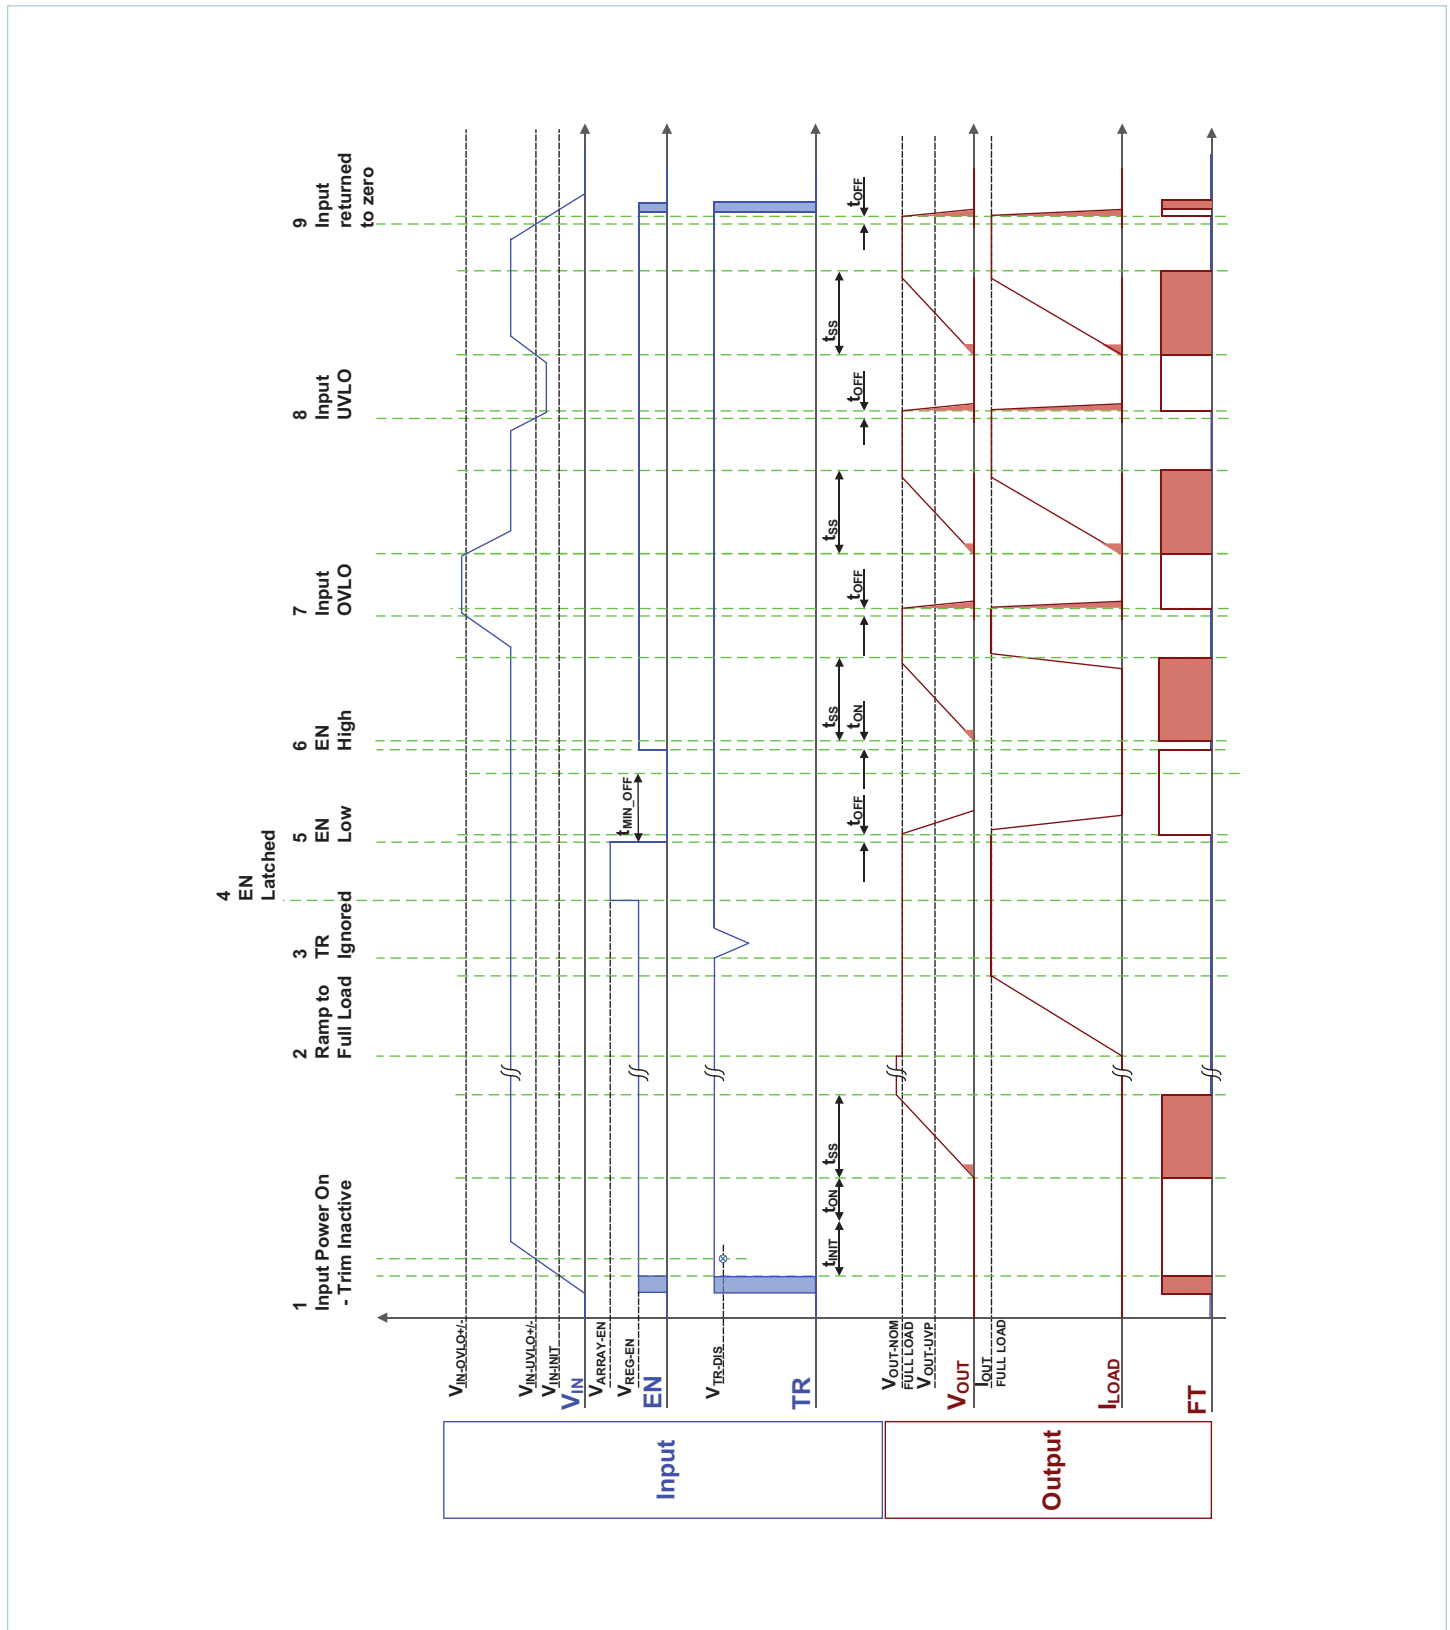 1
Input Power On
- Trim Inactive
2
Ramp to
Full Load
3
TR
Ignored
4
EN
Latched
5
EN
Low
6
EN
High
7
Input
OVLO
8
Input
UVLO
9
Input
returned
to zero
Input
VIN-OVLO+/-
VIN-UVLO+/-
VIN-INIT
VIN
VARRAY-EN
VREG-EN
EN
tMIN_OFF
VTR-DIS
TR
tINIT
tON
tSS
tSS
tSS
tSS
tOFF
tON
tOFF
tOFF
tOFF
Output
VOUT-NOM
FULL LOAD
VOUT-UVP
VOUT
IOUT
FULL LOAD
ILOAD
FT